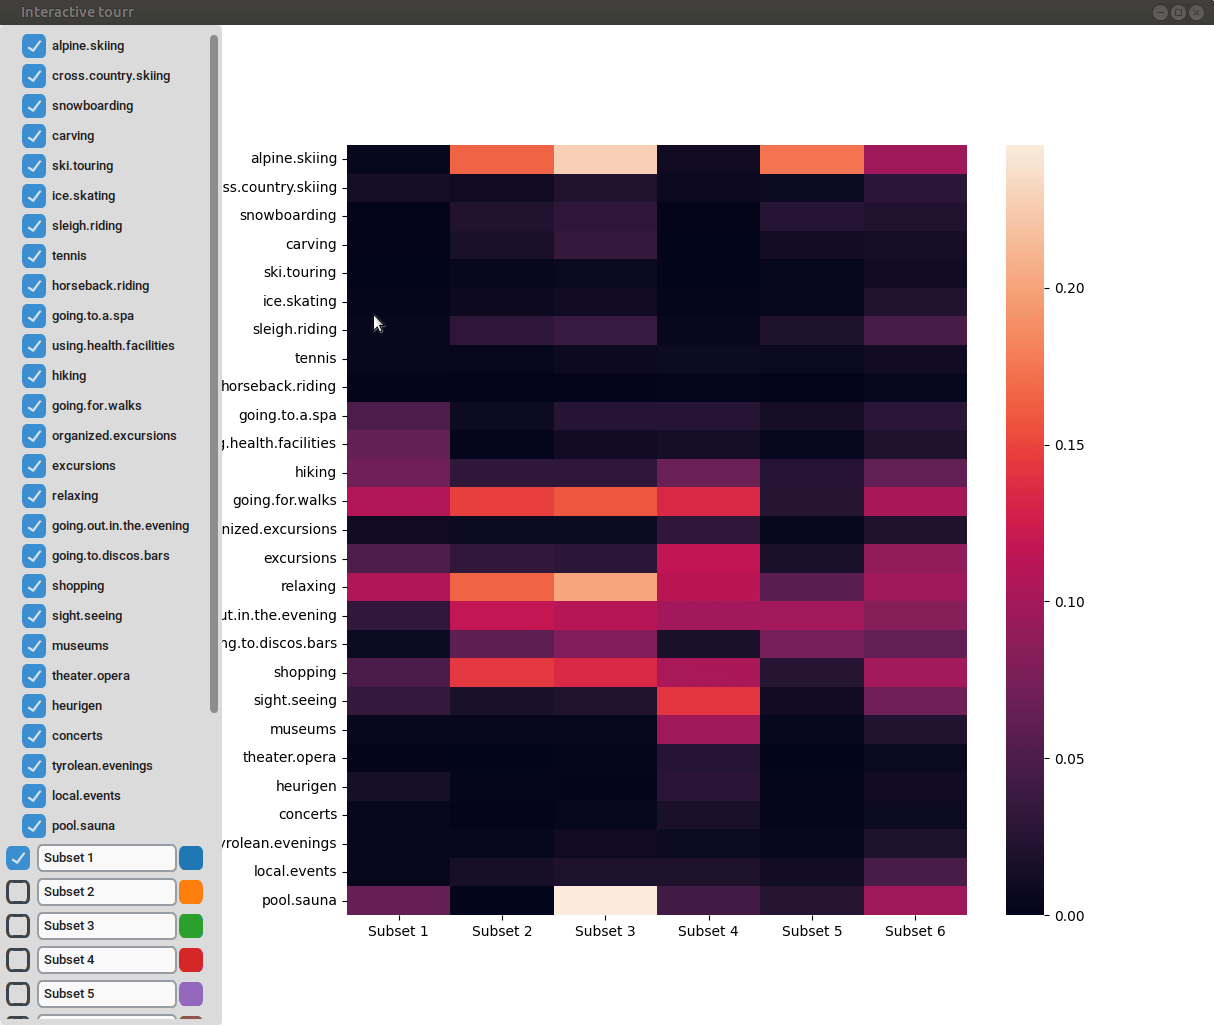 Interactive tourr
alpine.skiing
cross.country.skiing
snowboarding
carving
ski.touring
ice.skating
sleigh.riding
tennis
horseback.riding
going.to.a.spa
using.health.facilities
hiking
going.for.walks
organized.excursions
excursions
relaxing
going.out.in.the.evening
going.to.discos.bars
shopping
sight.seeing
museums
theater.opera
heurigen
concerts
tyrolean.evenings
local.events
pool.sauna
Subset 1
Subset 2
Subset 3
Subset 4
Subset 5
alpine.skiing
ss.country.skiing
snowboarding
carving
ski.touring
ice.skating
sleigh.riding
tennis
horseback.riding
going.to.a.spa
g.health.facilities
hiking
going.for.walks
nized.excursions
excursions
relaxing
ut.in.the.evening
ng.to.discos.bars
shopping
sight.seeing
museums
theater.opera
heurigen
concerts
yrolean.evenings
local.events
pool.sauna
Subset 1 Subset 2 Subset 3 Subset 4 Subset 5 Subset 6
0.20
0.15
0.10
0.05
0.00